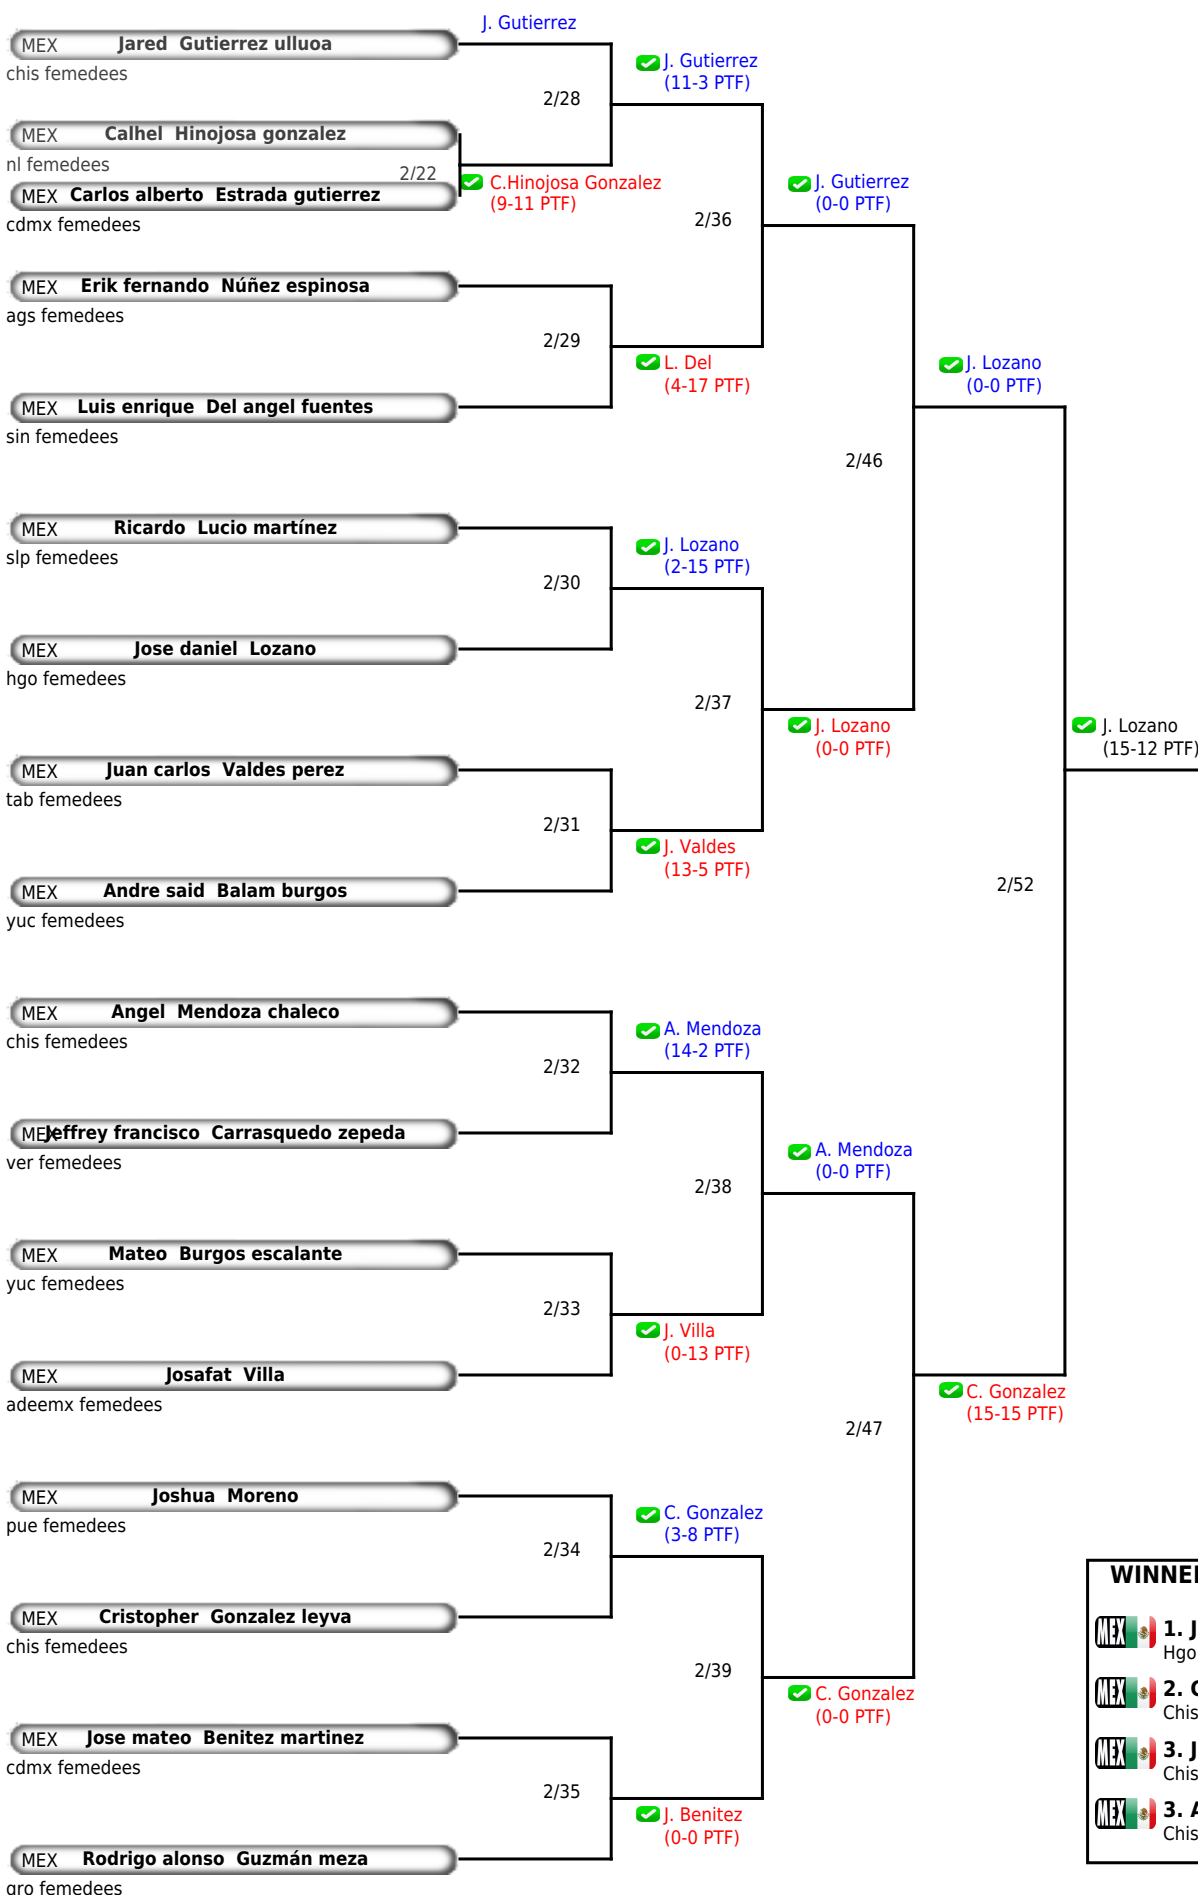 J. Gutierrez
MEX Jared Gutierrez ulluoa
chis femedees
J. Gutierrez
(11-3 PTF)
2/28
MEX Calhel Hinojosa gonzalez
nl femedees
2/22
C.Hinojosa Gonzalez
(9-11 PTF)
MEX Carlos alberto Estrada gutierrez
cdmx femedees
J. Gutierrez
(0-0 PTF)
2/36
MEX Erik fernando Núñez espinosa
ags femedees
2/29
L. Del
(4-17 PTF)
J. Lozano
(0-0 PTF)
MEX Luis enrique Del angel fuentes
sin femedees
2/46
MEX Ricardo Lucio martínez
slp femedees
J. Lozano
(2-15 PTF)
2/30
MEX Jose daniel Lozano
hgo femedees
2/37
J. Lozano
(0-0 PTF)
J. Lozano
(15-12 PTF)
MEX Juan carlos Valdes perez
tab femedees
2/31
J. Valdes
(13-5 PTF)
MEX Andre said Balam burgos
yuc femedees
2/52
MEX Angel Mendoza chaleco
chis femedees
A. Mendoza
(14-2 PTF)
2/32
MEX Jeffrey francisco Carrasquedo zepeda
ver femedees
A. Mendoza
(0-0 PTF)
2/38
MEX Mateo Burgos escalante
yuc femedees
2/33
J. Villa
(0-13 PTF)
MEX Josafat Villa
adeemx femedees
C. Gonzalez
(15-15 PTF)
2/47
MEX Joshua Moreno
pue femedees
C. Gonzalez
(3-8 PTF)
2/34
MEX Cristopher Gonzalez leyva
chis femedees
2/39
C. Gonzalez
(0-0 PTF)
MEX Jose mateo Benitez martinez
cdmx femedees
2/35
J. Benitez
(0-0 PTF)
MEX Rodrigo alonso Guzmán meza
gro femedees
WINNE
MEX 1. J
Hgo
MEX 2. C
Chis
MEX 3. J
Chis
MEX 3. A
Chis